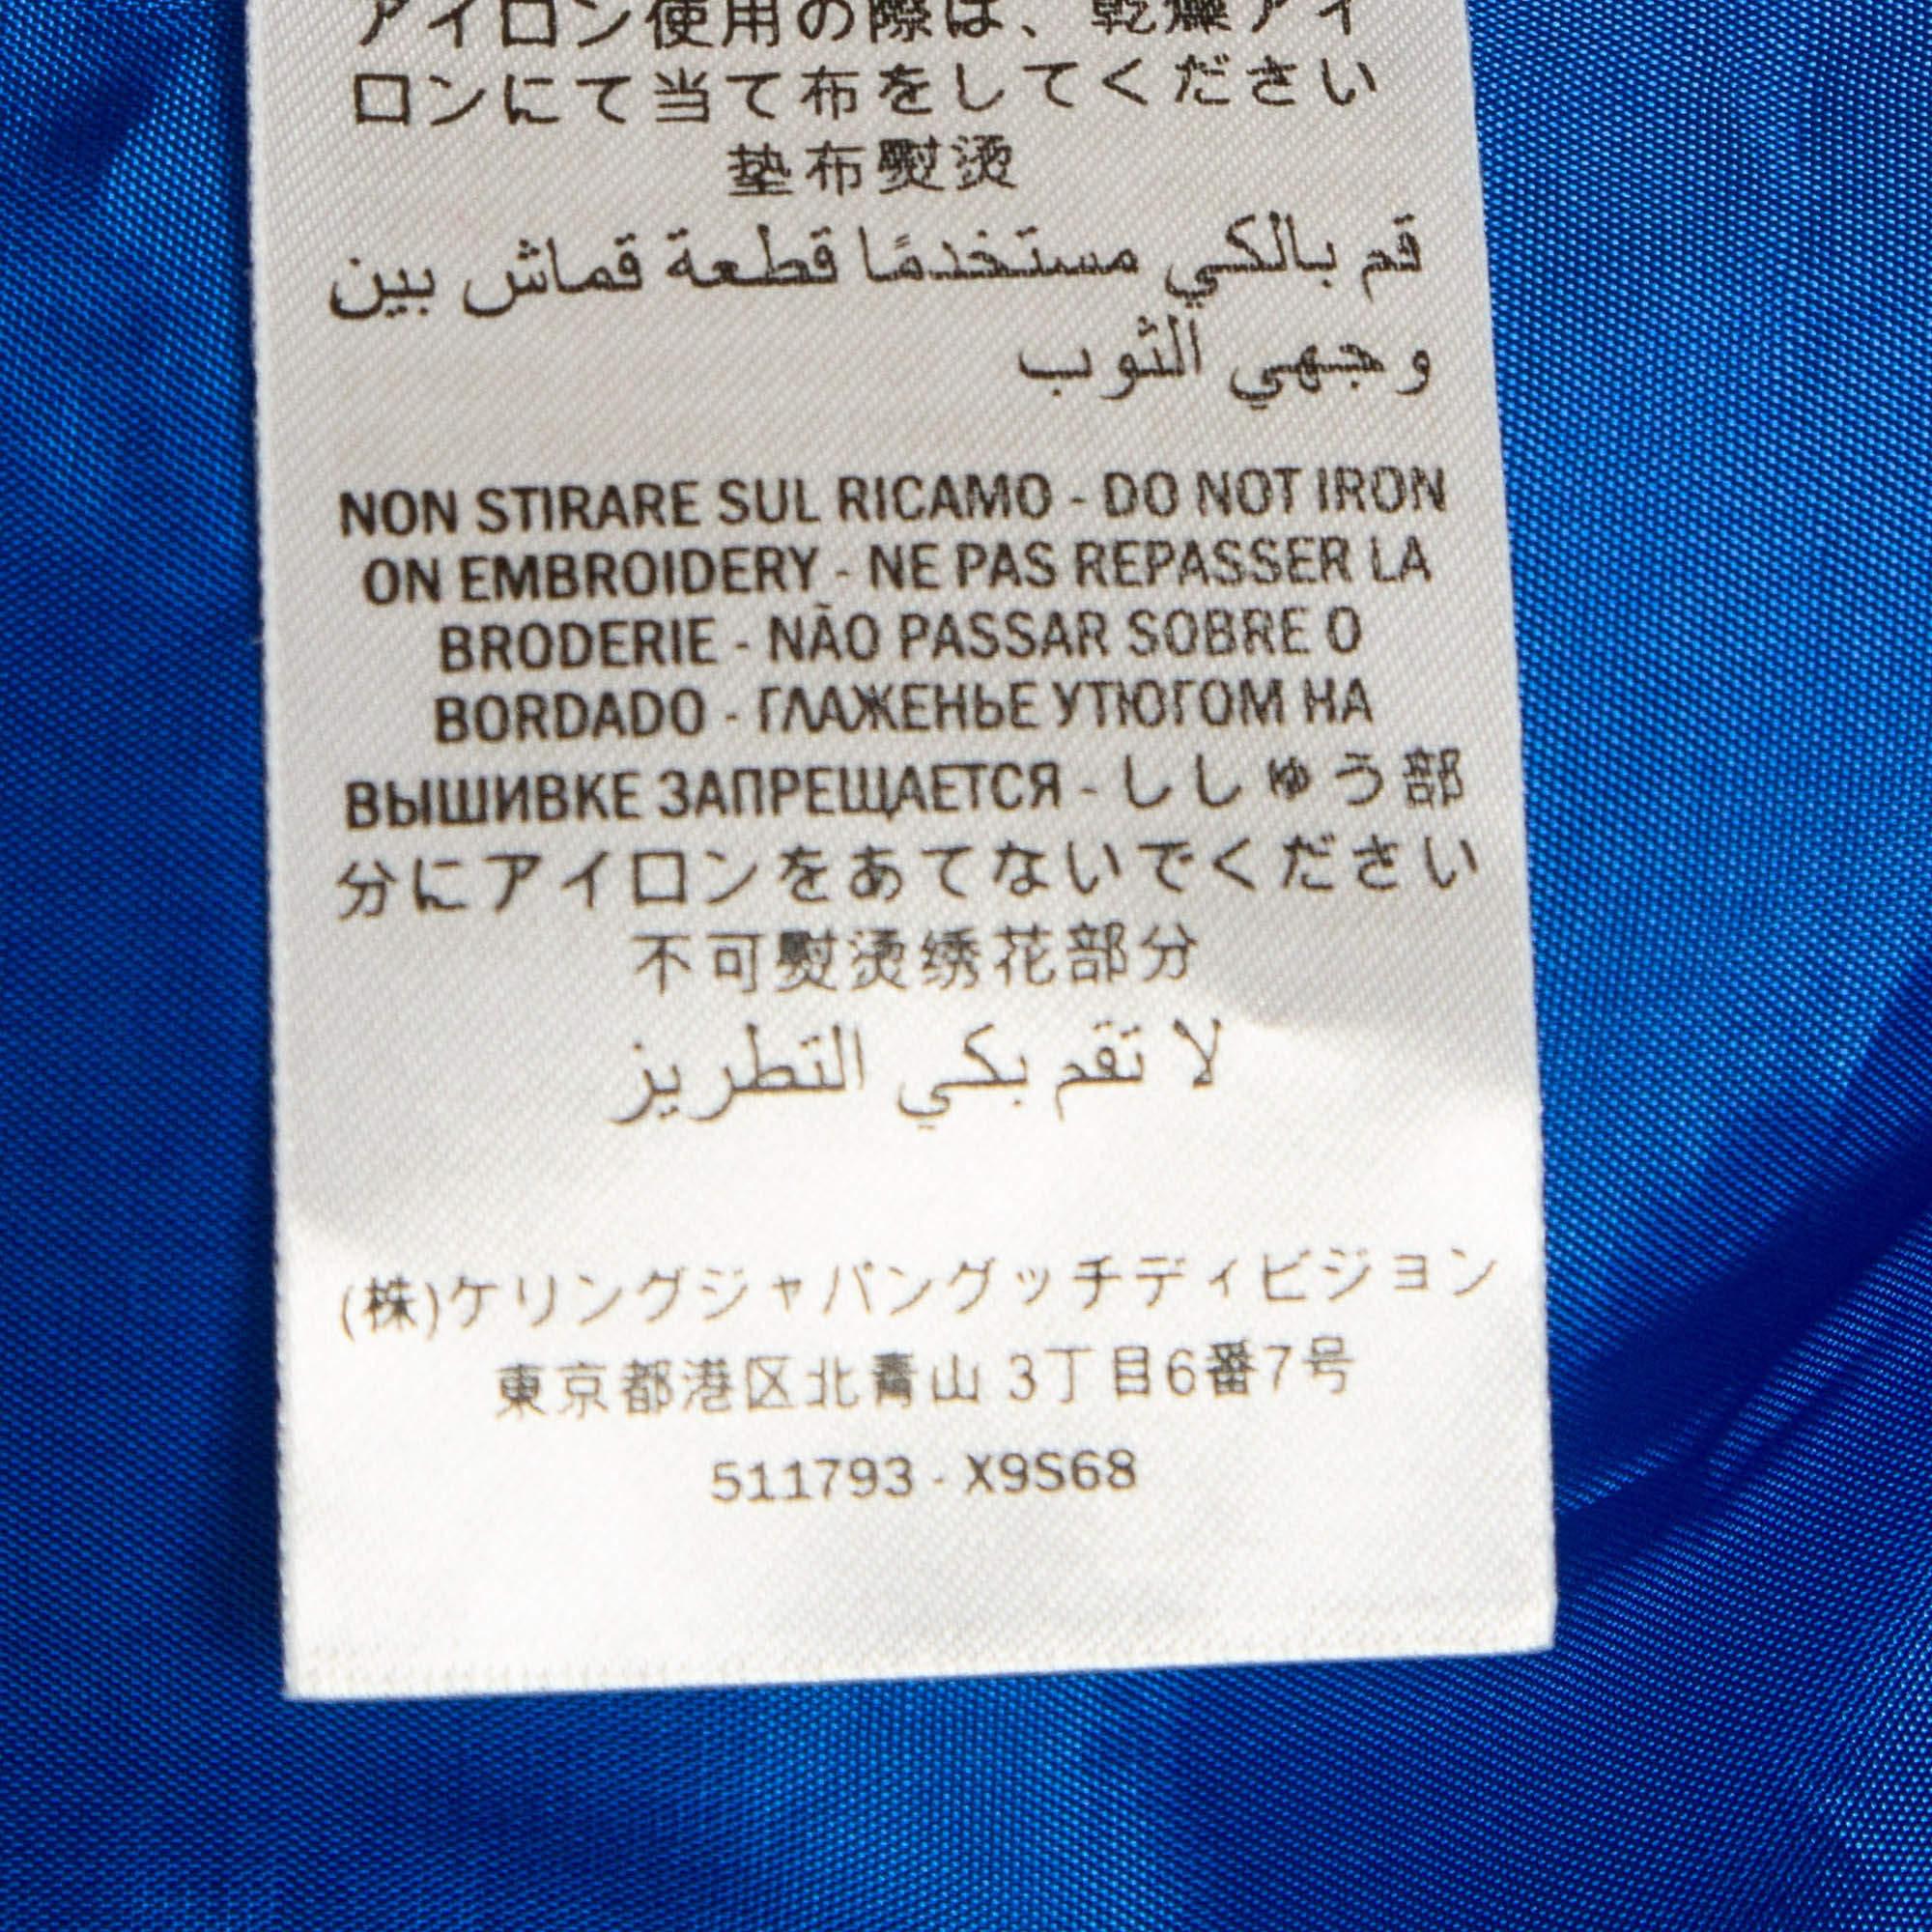 アイロン使用の際は、乾燥アイ
ロンにて当て布をしてください
垫布熨烫
قم بالكي مستخدمًا قطعة قماش بين
وجهي الثوب
NON STIRARE SUL RICAMO - DO NOT IRON
ON EMBROIDERY - NE PAS REPASSER LA
BRODERIE - NÃO PASSAR SOBRE O
BORDADO - ГЛАЖЕНЬЕ УТЮГОМ НА
ВЫШИВКЕ ЗАПРЕЩАЕТСЯ - ししゅう部
分にアイロンをあてないでください
不可熨烫绣花部分
لا تقم بكي التطريز
(株)ケリングジャパングッチディビジョン
東京都港区北青山 3丁目6番7号
511793 - X9S68